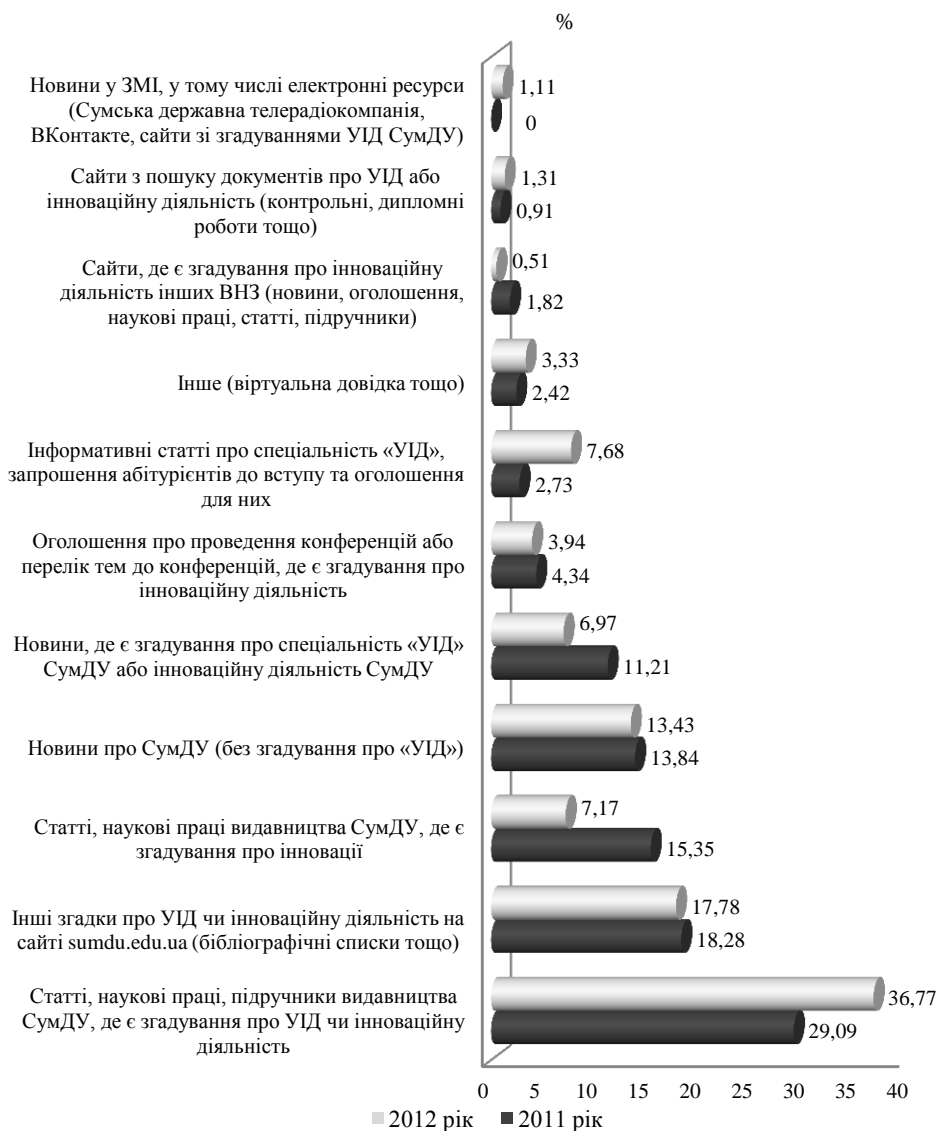 %
Новини у ЗМІ, у тому числі електронні ресурси
(Сумська державна телерадіокомпанія,
ВКонтакте, сайти зі згадуваннями УІД СумДУ)
1,11
0
Сайти з пошуку документів про УІД або
інноваційну діяльність (контрольні, дипломні
роботи тощо)
1,31
0,91
Сайти, де є згадування про інноваційну
діяльність інших ВНЗ (новини, оголошення,
наукові праці, статті, підручники)
0,51
1,82
Інше (віртуальна довідка тощо)
3,33
2,42
Інформативні статті про спеціальність «УІД»,
запрошення абітурієнтів до вступу та оголошення
для них
7,68
2,73
Оголошення про проведення конференцій або
перелік тем до конференцій, де є згадування про
інноваційну діяльність
3,94
4,34
Новини, де є згадування про спеціальність «УІД»
СумДУ або інноваційну діяльність СумДУ
6,97
11,21
Новини про СумДУ (без згадування про «УІД»)
13,43
13,84
Статті, наукові праці видавництва СумДУ, де є
згадування про інновації
7,17
15,35
Інші згадки про УІД чи інноваційну діяльність на
сайті sumdu.edu.ua (бібліографічні списки тощо)
17,78
18,28
Статті, наукові праці, підручники видавництва
СумДУ, де є згадування про УІД чи інноваційну
діяльність
36,77
29,09
0 5 10 15 20 25 30 35 40
2012 рік 2011 рік